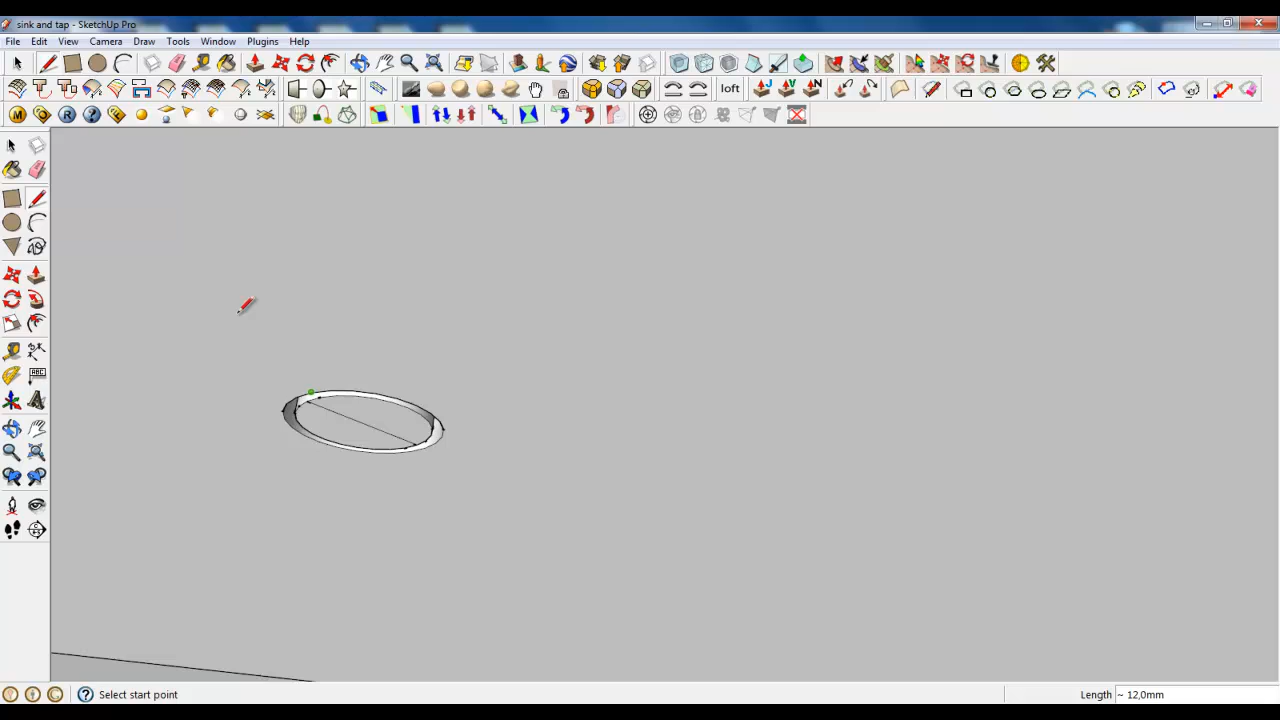 sink and tap - SketchUp Pro
File Edit View Camera Draw Tools Window Plugins Help
loft
M R ?
ABC
? Select start point
Length ~ 12,0mm